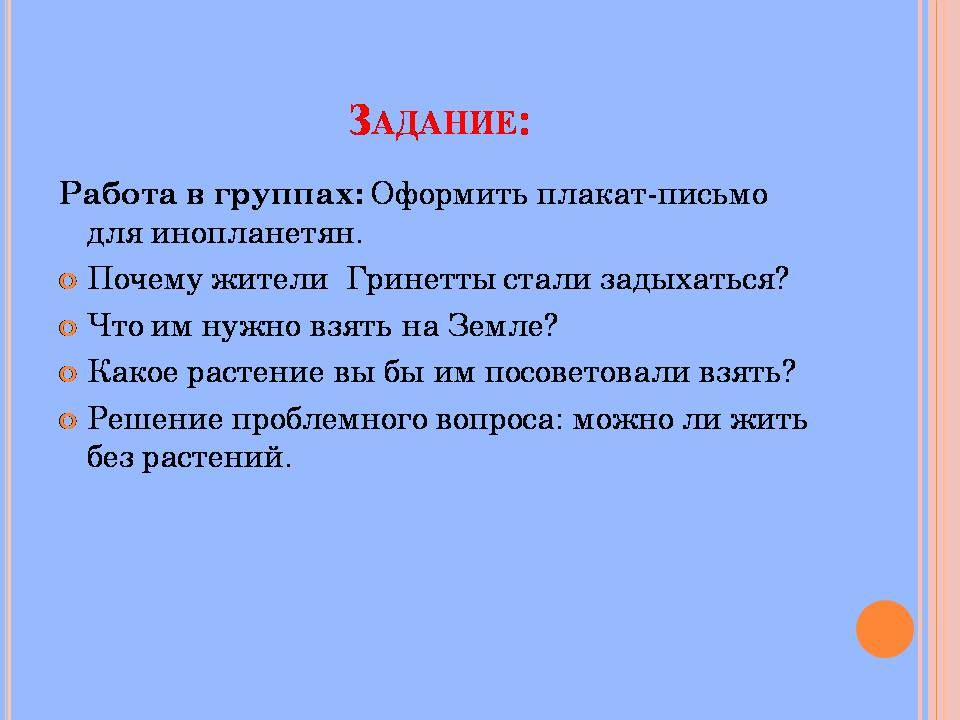 Задание:
Работа в группах: Оформить плакат-письмо
для инопланетян.
Почему жители Гринетты стали задыхаться?
Что им нужно взять на Земле?
Какое растение вы бы им посоветовали взять?
Решение проблемного вопроса: можно ли жить
без растений.